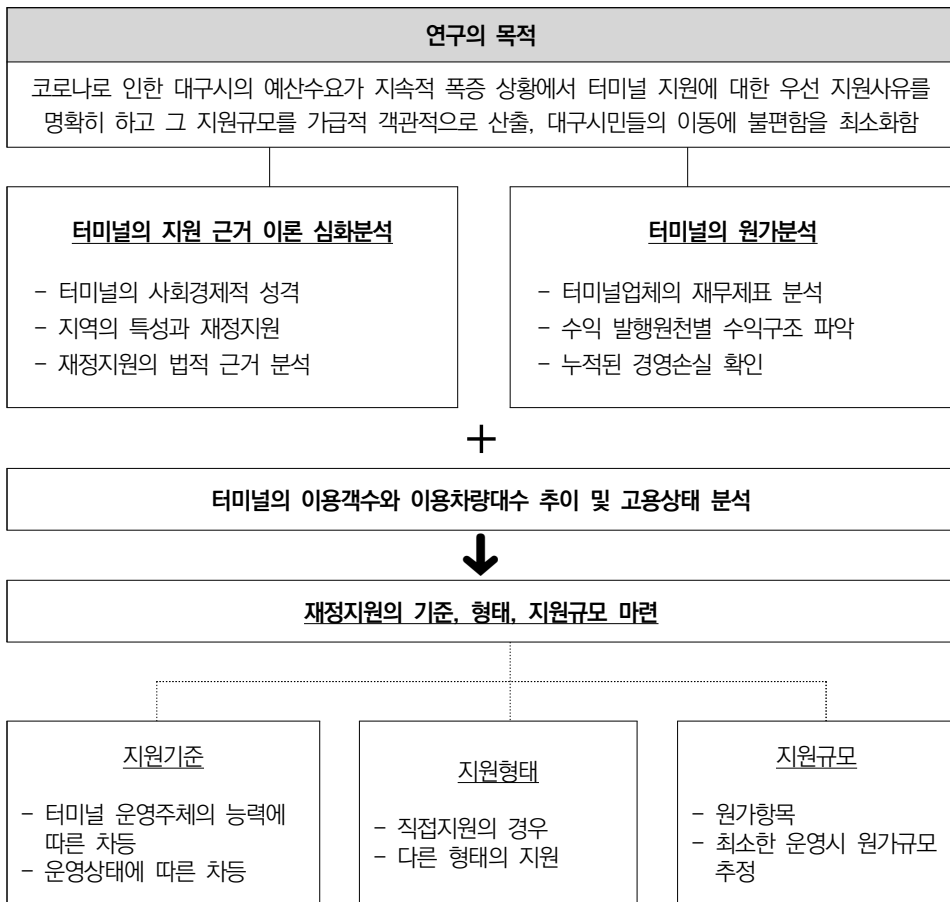 연구의 목적
코로나로 인한 대구시의 예산수요가 지속적 폭증 상황에서 터미널 지원에 대한 우선 지원사유를
명확히 하고 그 지원규모를 가급적 객관적으로 산출, 대구시민들의 이동에 불편함을 최소화함
터미널의 지원 근거 이론 심화분석
- 터미널의 사회경제적 성격
- 지역의 특성과 재정지원
- 재정지원의 법적 근거 분석
터미널의 원가분석
- 터미널업체의 재무제표 분석
- 수익 발행원천별 수익구조 파악
- 누적된 경영손실 확인
+
터미널의 이용객수와 이용차량대수 추이 및 고용상태 분석
재정지원의 기준, 형태, 지원규모 마련
지원기준
- 터미널 운영주체의 능력에
따른 차등
- 운영상태에 따른 차등
지원형태
- 직접지원의 경우
- 다른 형태의 지원
지원규모
- 원가항목
- 최소한 운영시 원가규모
추정